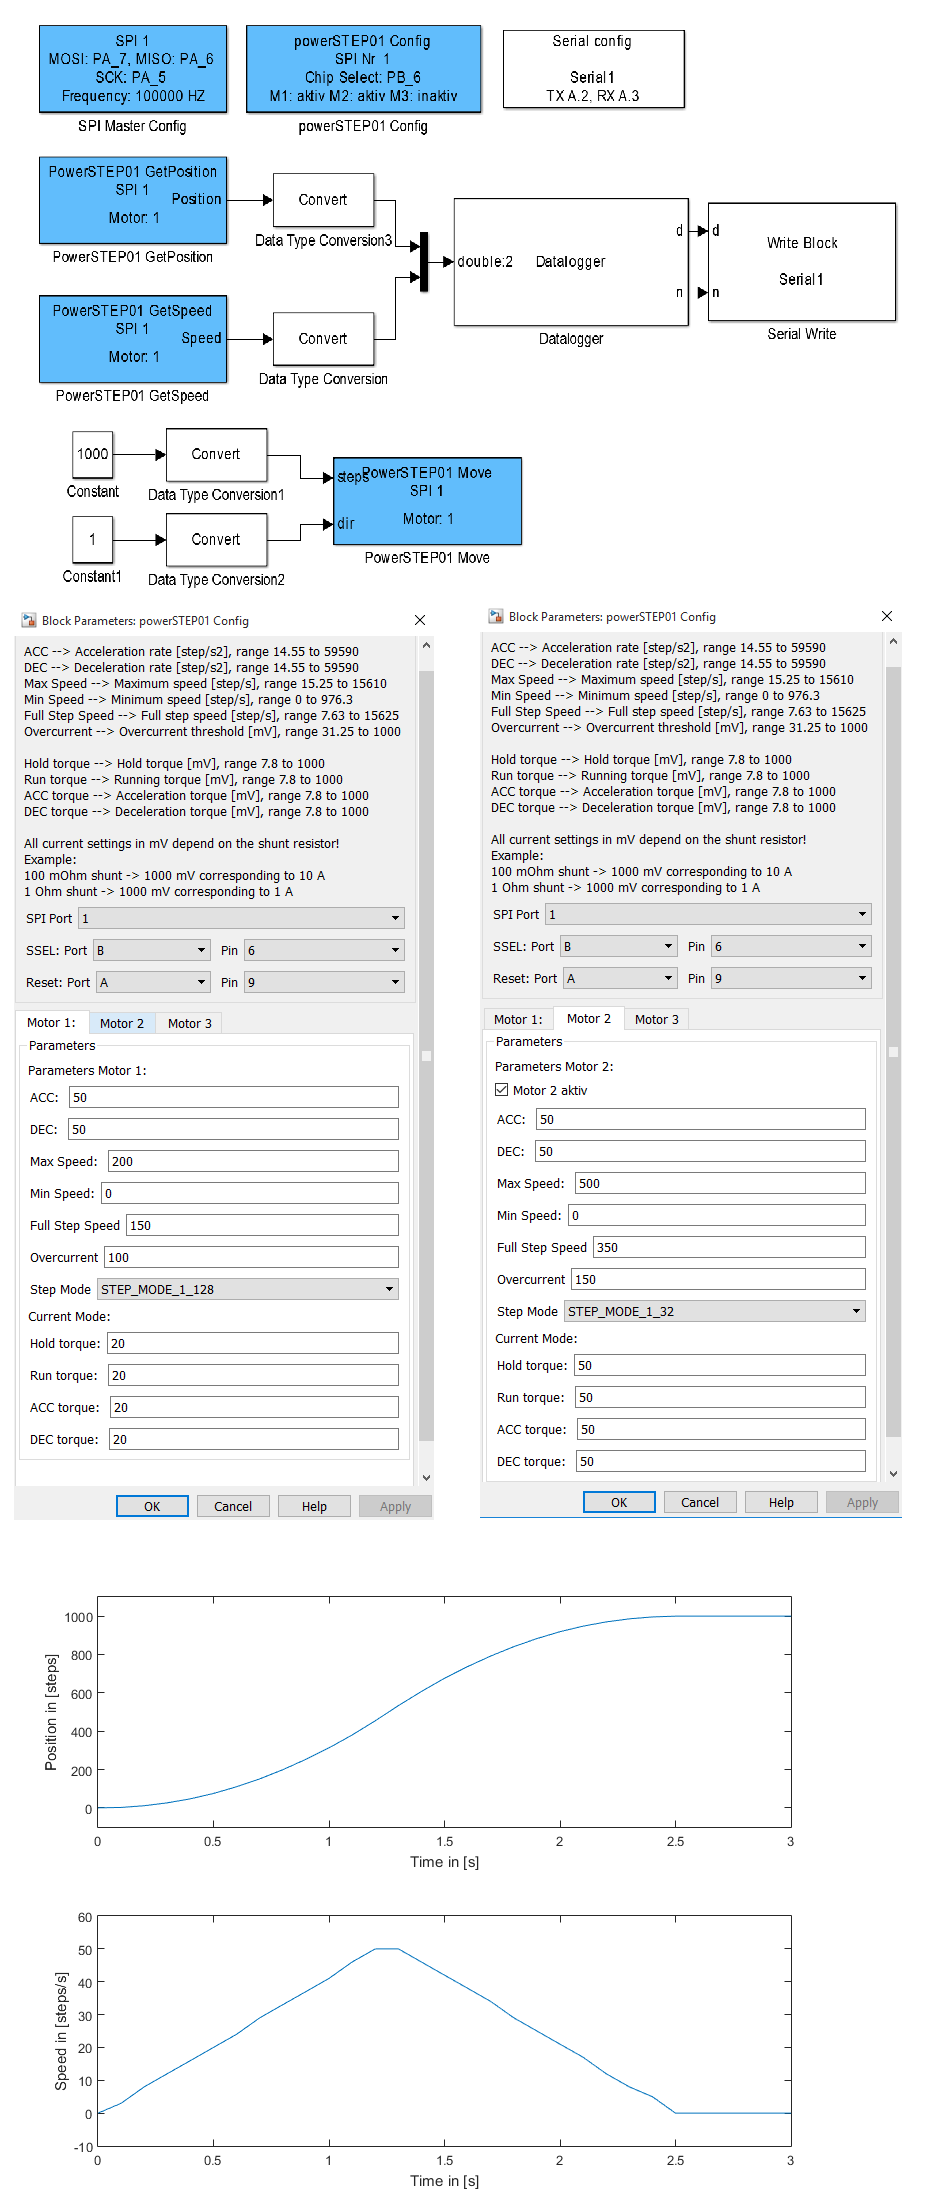 SPI 1
MOSI: PA_7, MISO: PA_6
SCK: PA_5
Frequency: 100000 HZ
SPI Master Config
powerSTEP01 Config
SPI Nr 1
Chip Select: PB_6
M1: aktiv M2: aktiv M3: inaktiv
powerSTEP01 Config
Serial config
Serial1
TX A.2, RX A.3
PowerSTEP01 GetPosition
SPI 1
Position
Motor: 1
PowerSTEP01 GetPosition
Convert
Data Type Conversion3
PowerSTEP01 GetSpeed
SPI 1
Speed
Motor: 1
PowerSTEP01 GetSpeed
Convert
Data Type Conversion
double:2
Datalogger
d
n
Datalogger
d
n
Write Block
Serial1
Serial Write
1000
Constant
Convert
Data Type Conversion1
1
Constant1
Convert
Data Type Conversion2
steps
dir
PowerSTEP01 Move
SPI 1
Motor: 1
PowerSTEP01 Move
Block Parameters: powerSTEP01 Config
ACC --> Acceleration rate [step/s2], range 14.55 to 59590
DEC --> Deceleration rate [step/s2], range 14.55 to 59590
Max Speed --> Maximum speed [step/s], range 15.25 to 15610
Min Speed --> Minimum speed [step/s], range 0 to 976.3
Full Step Speed --> Full step speed [step/s], range 7.63 to 15625
Overcurrent --> Overcurrent threshold [mV], range 31.25 to 1000
Hold torque --> Hold torque [mV], range 7.8 to 1000
Run torque --> Running torque [mV], range 7.8 to 1000
ACC torque --> Acceleration torque [mV], range 7.8 to 1000
DEC torque --> Deceleration torque [mV], range 7.8 to 1000
All current settings in mV depend on the shunt resistor!
Example:
100 mOhm shunt -> 1000 mV corresponding to 10 A
1 Ohm shunt -> 1000 mV corresponding to 1 A
SPI Port 1
SSEL: Port B Pin 6
Reset: Port A Pin 9
Motor 1: Motor 2 Motor 3
Parameters
Parameters Motor 1:
ACC: 50
DEC: 50
Max Speed: 200
Min Speed: 0
Full Step Speed 150
Overcurrent 100
Step Mode STEP_MODE_1_128
Current Mode:
Hold torque: 20
Run torque: 20
ACC torque: 20
DEC torque: 20
OK Cancel Help Apply
Block Parameters: powerSTEP01 Config
ACC --> Acceleration rate [step/s2], range 14.55 to 59590
DEC --> Deceleration rate [step/s2], range 14.55 to 59590
Max Speed --> Maximum speed [step/s], range 15.25 to 15610
Min Speed --> Minimum speed [step/s], range 0 to 976.3
Full Step Speed --> Full step speed [step/s], range 7.63 to 15625
Overcurrent --> Overcurrent threshold [mV], range 31.25 to 1000
Hold torque --> Hold torque [mV], range 7.8 to 1000
Run torque --> Running torque [mV], range 7.8 to 1000
ACC torque --> Acceleration torque [mV], range 7.8 to 1000
DEC torque --> Deceleration torque [mV], range 7.8 to 1000
All current settings in mV depend on the shunt resistor!
Example:
100 mOhm shunt -> 1000 mV corresponding to 10 A
1 Ohm shunt -> 1000 mV corresponding to 1 A
SPI Port 1
SSEL: Port B Pin 6
Reset: Port A Pin 9
Motor 1: Motor 2 Motor 3
Parameters
Parameters Motor 2:
Motor 2 aktiv
ACC: 50
DEC: 50
Max Speed: 500
Min Speed: 0
Full Step Speed 350
Overcurrent 150
Step Mode STEP_MODE_1_32
Current Mode:
Hold torque: 50
Run torque: 50
ACC torque: 50
DEC torque: 50
OK Cancel Help Apply
Position in [steps]
1000
800
600
400
200
0
0 0.5 1 1.5 2 2.5 3
Time in [s]
Speed in [steps/s]
60
50
40
30
20
10
0
-10
0 0.5 1 1.5 2 2.5 3
Time in [s]